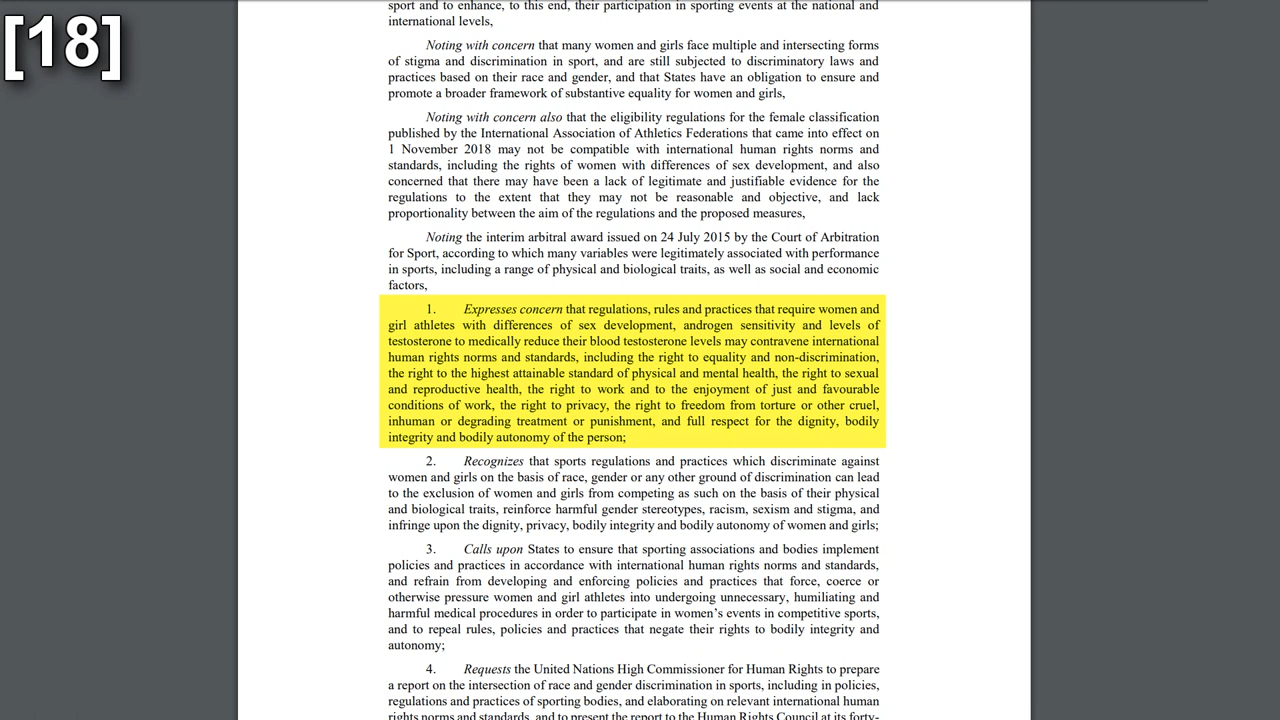 [18]
sport and to enhance, to this end, their participation in sporting events at the national and
international levels,
Noting with concern that many women and girls face multiple and intersecting forms
of stigma and discrimination in sport, and are still subjected to discriminatory laws and
practices based on their race and gender, and that States have an obligation to ensure and
promote a broader framework of substantive equality for women and girls,
Noting with concern also that the eligibility regulations for the female classification
published by the International Association of Athletics Federations that came into effect on
1 November 2018 may not be compatible with international human rights norms and
standards, including the rights of women with differences of sex development, and also
concerned that there may have been a lack of legitimate and justifiable evidence for the
regulations to the extent that they may not be reasonable and objective, and lack
proportionality between the aim of the regulations and the proposed measures,
Noting the interim arbitral award issued on 24 July 2015 by the Court of Arbitration
for Sport, according to which many variables were legitimately associated with performance
in sports, including a range of physical and biological traits, as well as social and economic
factors,
1. Expresses concern that regulations, rules and practices that require women and
girl athletes with differences of sex development, androgen sensitivity and levels of
testosterone to medically reduce their blood testosterone levels may contravene international
human rights norms and standards, including the right to equality and non-discrimination,
the right to the highest attainable standard of physical and mental health, the right to sexual
and reproductive health, the right to work and to the enjoyment of just and favourable
conditions of work, the right to privacy, the right to freedom from torture or other cruel,
inhuman or degrading treatment or punishment, and full respect for the dignity, bodily
integrity and bodily autonomy of the person;
2. Recognizes that sports regulations and practices which discriminate against
women and girls on the basis of race, gender or any other ground of discrimination can lead
to the exclusion of women and girls from competing as such on the basis of their physical
and biological traits, reinforce harmful gender stereotypes, racism, sexism and stigma, and
infringe upon the dignity, privacy, bodily integrity and bodily autonomy of women and girls;
3. Calls upon States to ensure that sporting associations and bodies implement
policies and practices in accordance with international human rights norms and standards,
and refrain from developing and enforcing policies and practices that force, coerce or
otherwise pressure women and girl athletes into undergoing unnecessary, humiliating and
harmful medical procedures in order to participate in women's events in competitive sports,
and to repeal rules, policies and practices that negate their rights to bodily integrity and
autonomy;
4. Requests the United Nations High Commissioner for Human Rights to prepare
a report on the intersection of race and gender discrimination in sports, including in policies,
regulations and practices of sporting bodies, and elaborating on relevant international human
rights norms and standards, and to present the report to the Human Rights Council at its forty-